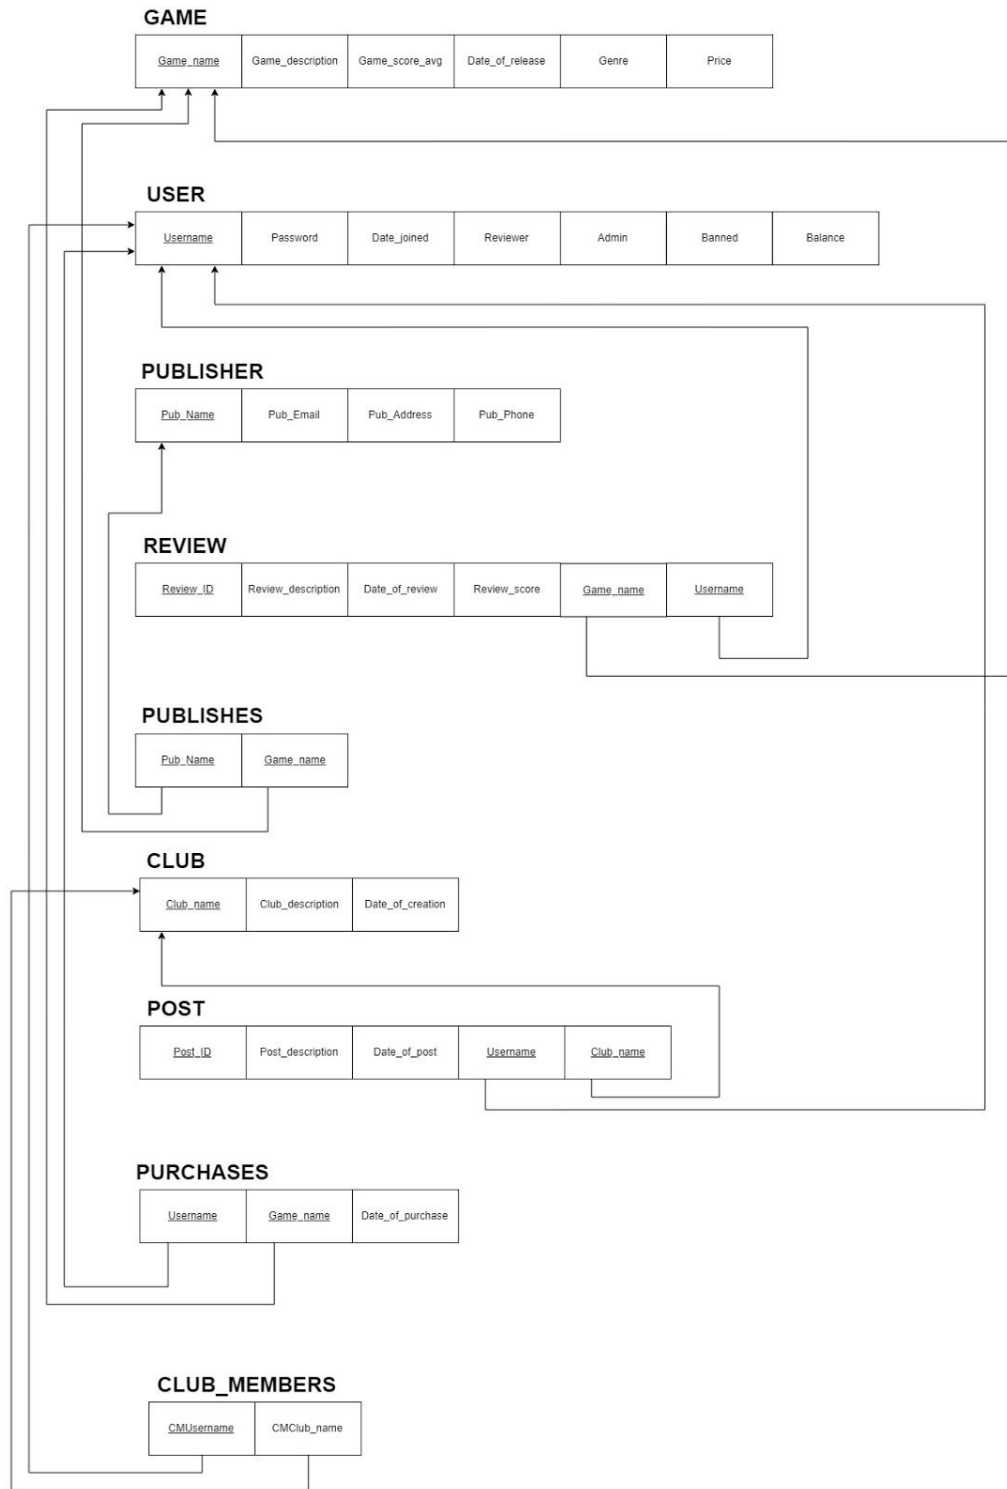 GAME
Game_name Game_description Game_score_avg Date_of_release Genre Price
USER
Username Password Date_joined Reviewer Admin Banned Balance
PUBLISHER
Pub_Name Pub_Email Pub_Address Pub_Phone
REVIEW
Review_ID Review_description Date_of_review Review_score Game_name Username
PUBLISHES
Pub_Name Game_name
CLUB
Club_name Club_description Date_of_creation
POST
Post_ID Post_description Date_of_post Username Club_name
PURCHASES
Username Game_name Date_of_purchase
CLUB_MEMBERS
CMUsername CMClub_name